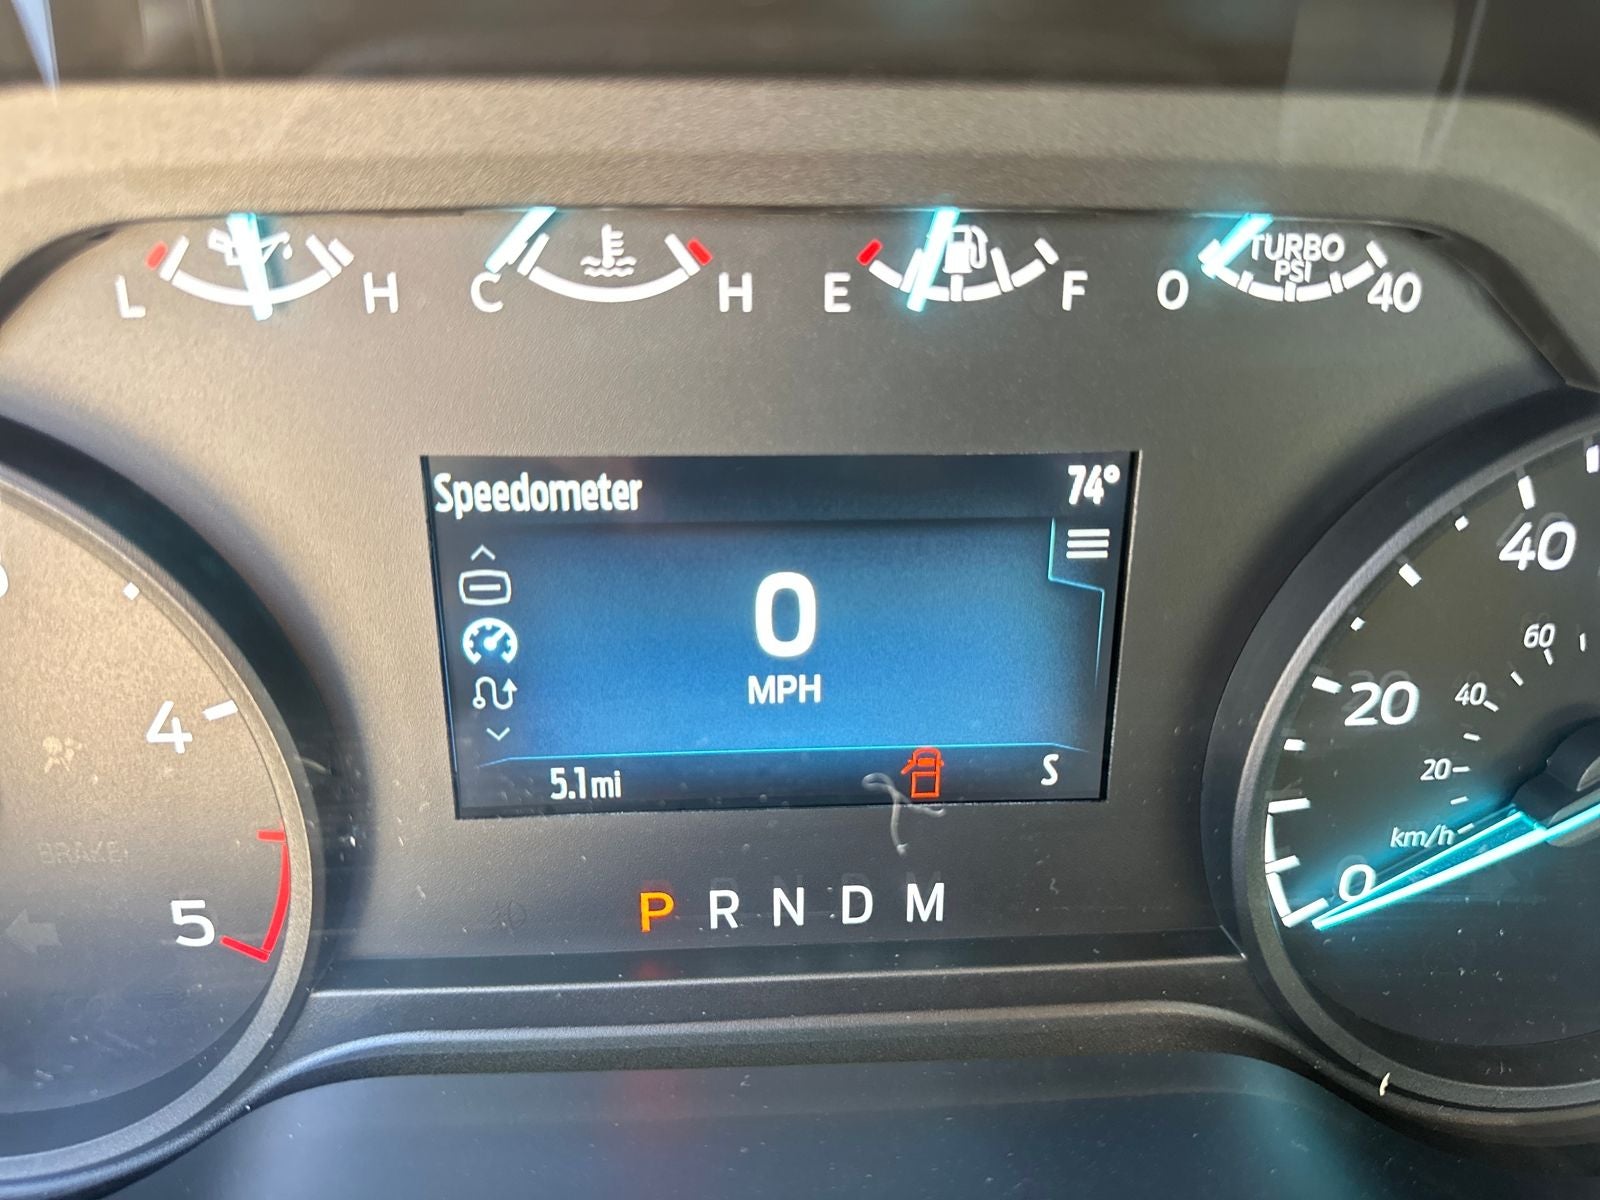 L H C H E F 0 TURBO PSI 40
Speedometer 74°
0
MPH
5.1mi S
P R N D M
4
5
BRAKE
40
60
20 40
20
km/h
0